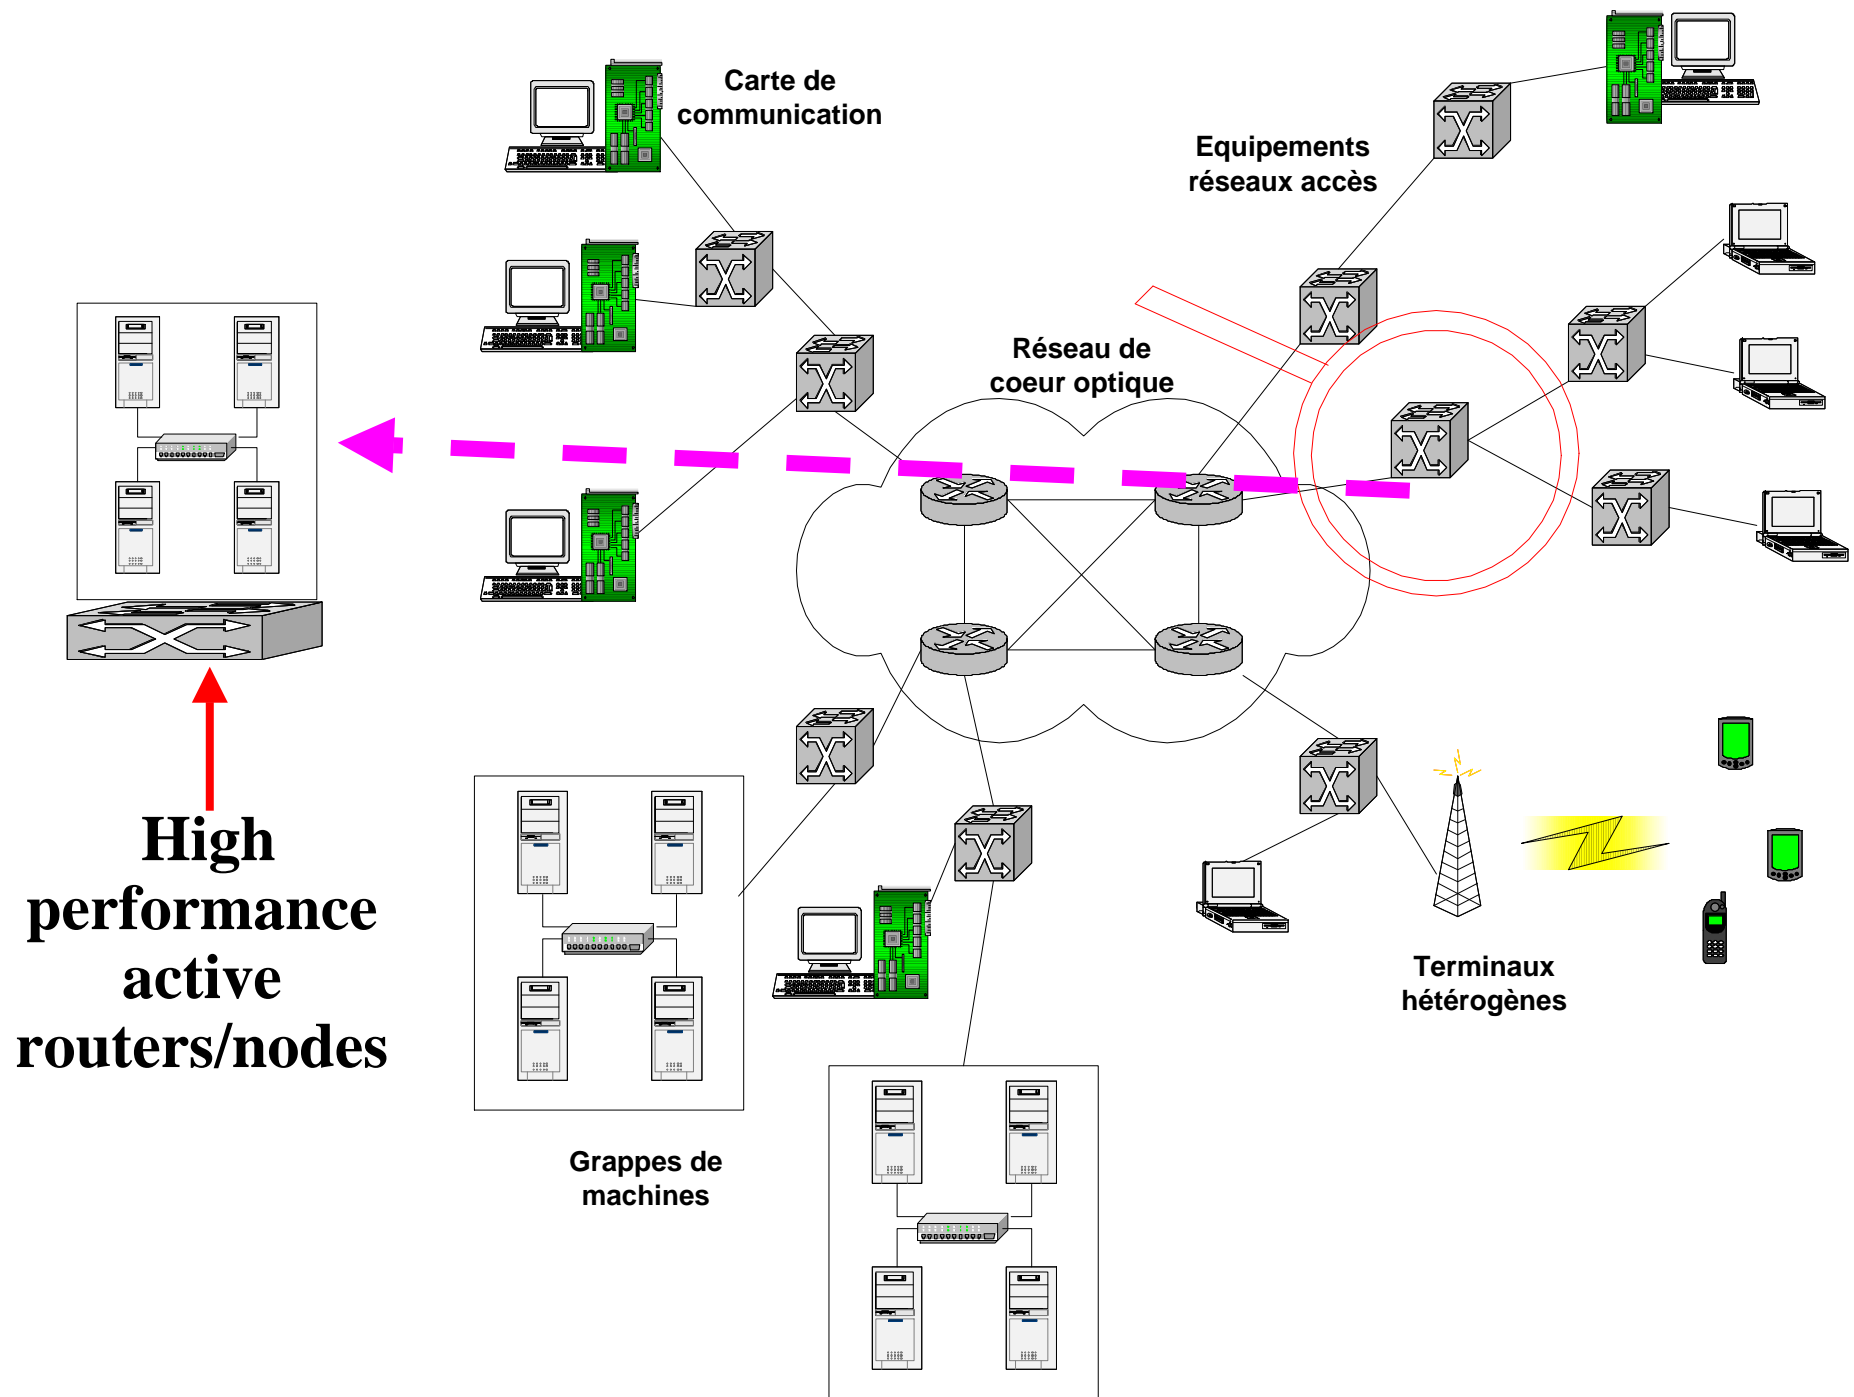 Carte de
communication
Equipements
réseaux accès
Réseau de
coeur optique
High
performance
active
routers/nodes
Terminaux
hétérogènes
Grappes de
machines